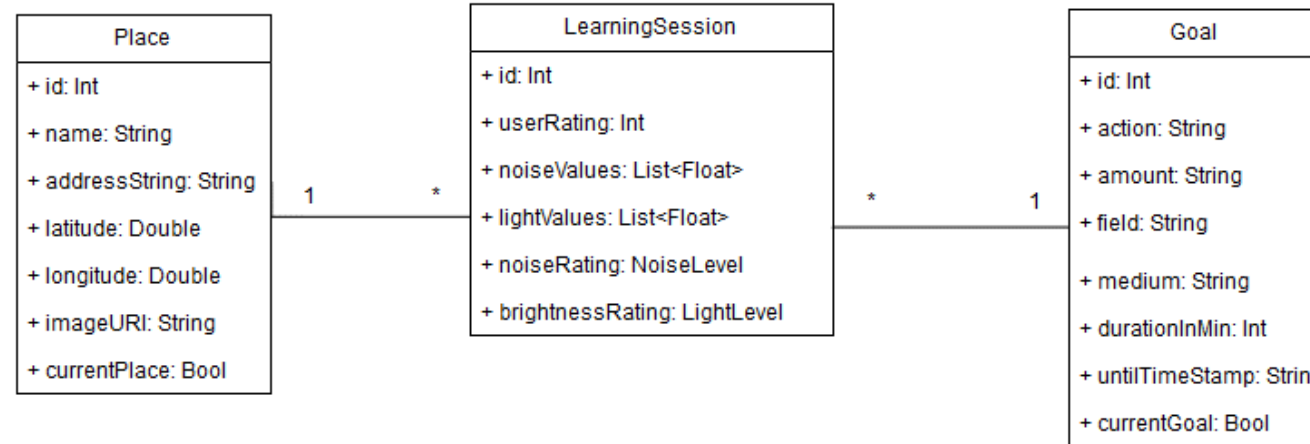 Place
+ id: Int
+ name: String
+ addressString: String
+ latitude: Double
+ longitude: Double
+ imageURI: String
+ currentPlace: Bool
1
*
LearningSession
+ id: Int
+ userRating: Int
+ noiseValues: List<Float>
+ lightValues: List<Float>
+ noiseRating: NoiseLevel
+ brightnessRating: LightLevel
*
1
Goal
+ id: Int
+ action: String
+ amount: String
+ field: String
+ medium: String
+ durationInMin: Int
+ untilTimeStamp: Strin
+ currentGoal: Bool